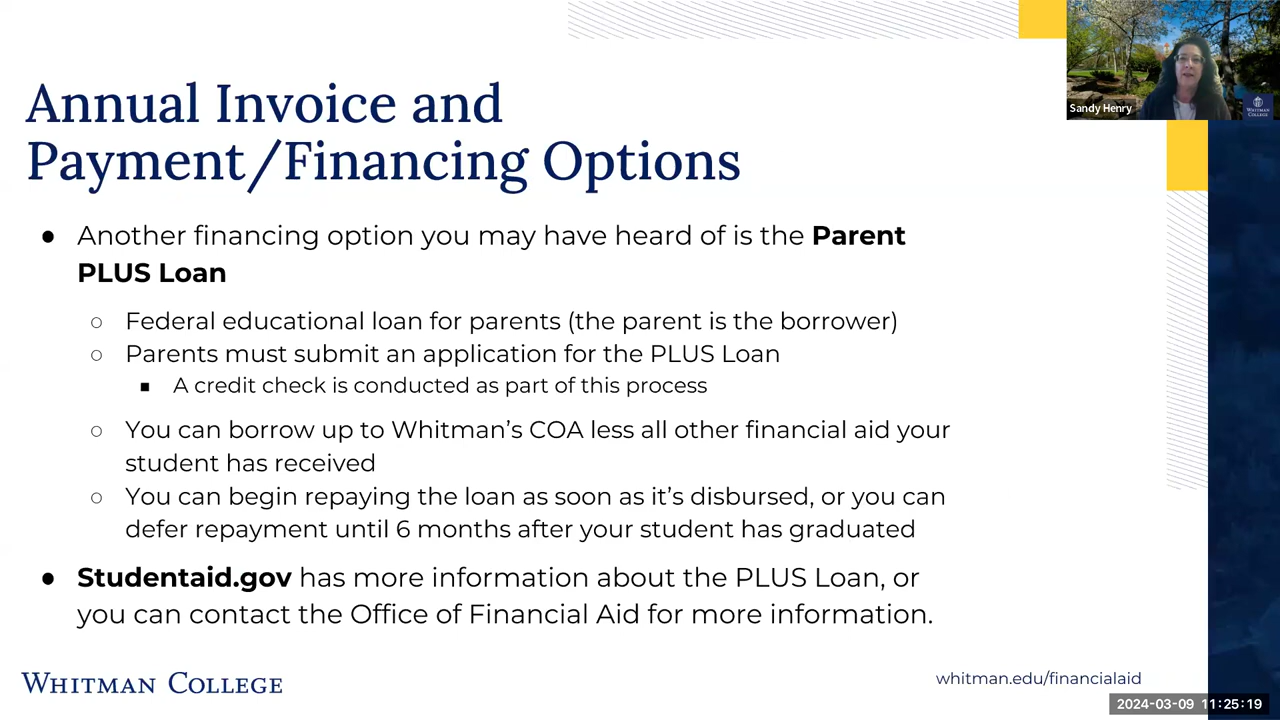 Annual Invoice and
Payment/Financing Options
Sandy Henry
WHITMAN
COLLEGE
● Another financing option you may have heard of is the Parent
PLUS Loan
○ Federal educational loan for parents (the parent is the borrower)
○ Parents must submit an application for the PLUS Loan
■ A credit check is conducted as part of this process
○ You can borrow up to Whitman’s COA less all other financial aid your
student has received
○ You can begin repaying the loan as soon as it’s disbursed, or you can
defer repayment until 6 months after your student has graduated
● Studentaid.gov has more information about the PLUS Loan, or
you can contact the Office of Financial Aid for more information.
WHITMAN COLLEGE
whitman.edu/financialaid
2024-03-09 11:25:19